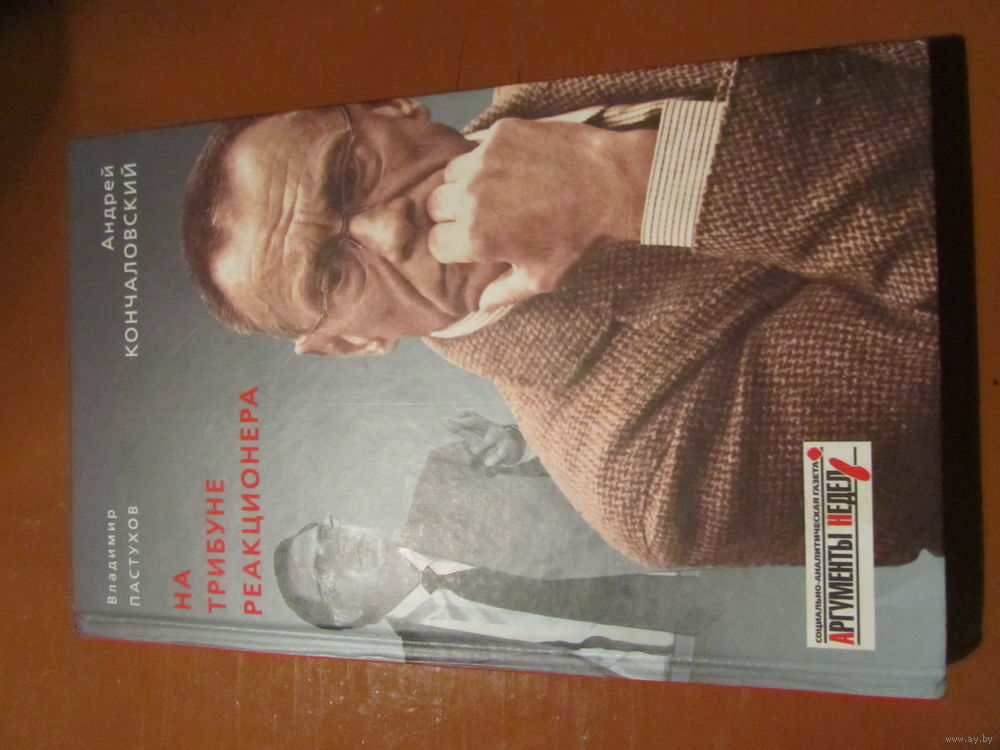 Владимир
ПАСТУХОВ
Андрей
КОНЧАЛОВСКИЙ
НА
ТРИБУНЕ
РЕАКЦИОНЕРА
СОЦИАЛЬНО-АНАЛИТИЧЕСКАЯ ГАЗЕТА
АРГУМЕНТЫ НЕДЕЛИ
www.ay.by